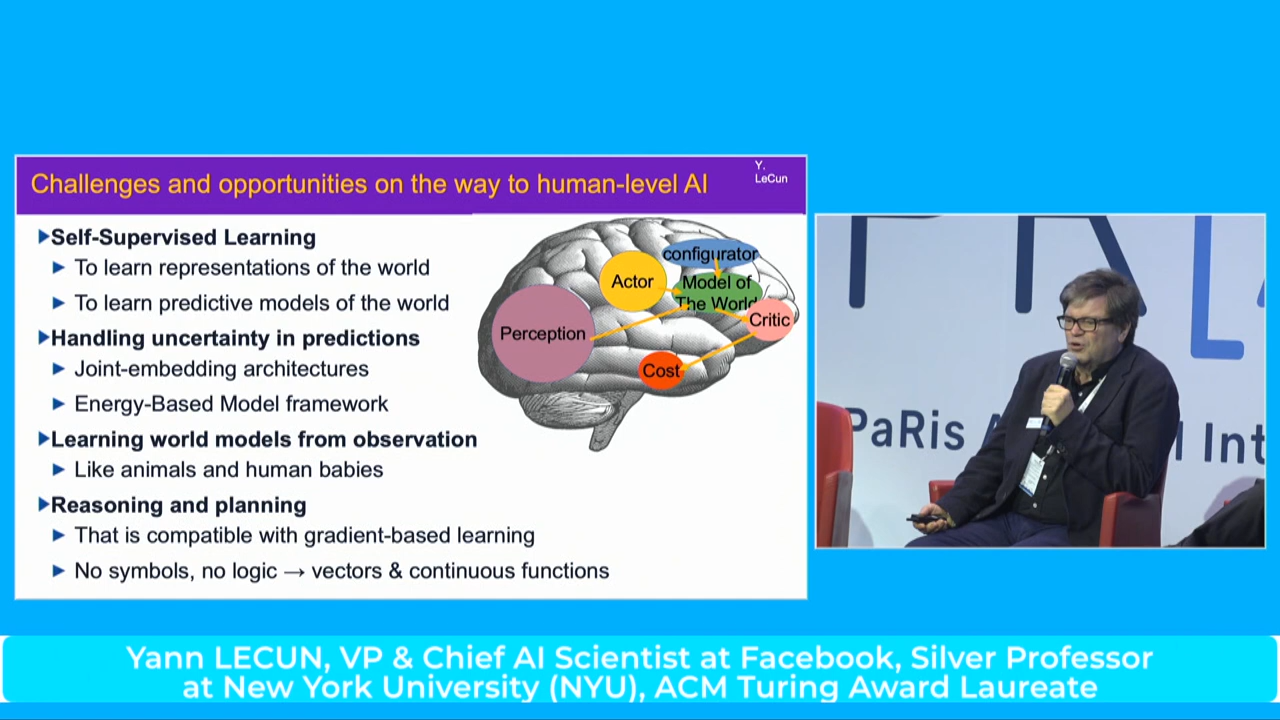 Challenges and opportunities on the way to human-level AI
Y.
LeCun
Self-Supervised Learning
To learn representations of the world
To learn predictive models of the world
Handling uncertainty in predictions
Joint-embedding architectures
Energy-Based Model framework
Learning world models from observation
Like animals and human babies
Reasoning and planning
That is compatible with gradient-based learning
No symbols, no logic → vectors & continuous functions
configurator
Actor
Model of
The World
Perception
Critic
Cost
PaRis
Int
Yann LECUN, VP & Chief AI Scientist at Facebook, Silver Professor
at New York University (NYU), ACM Turing Award Laureate